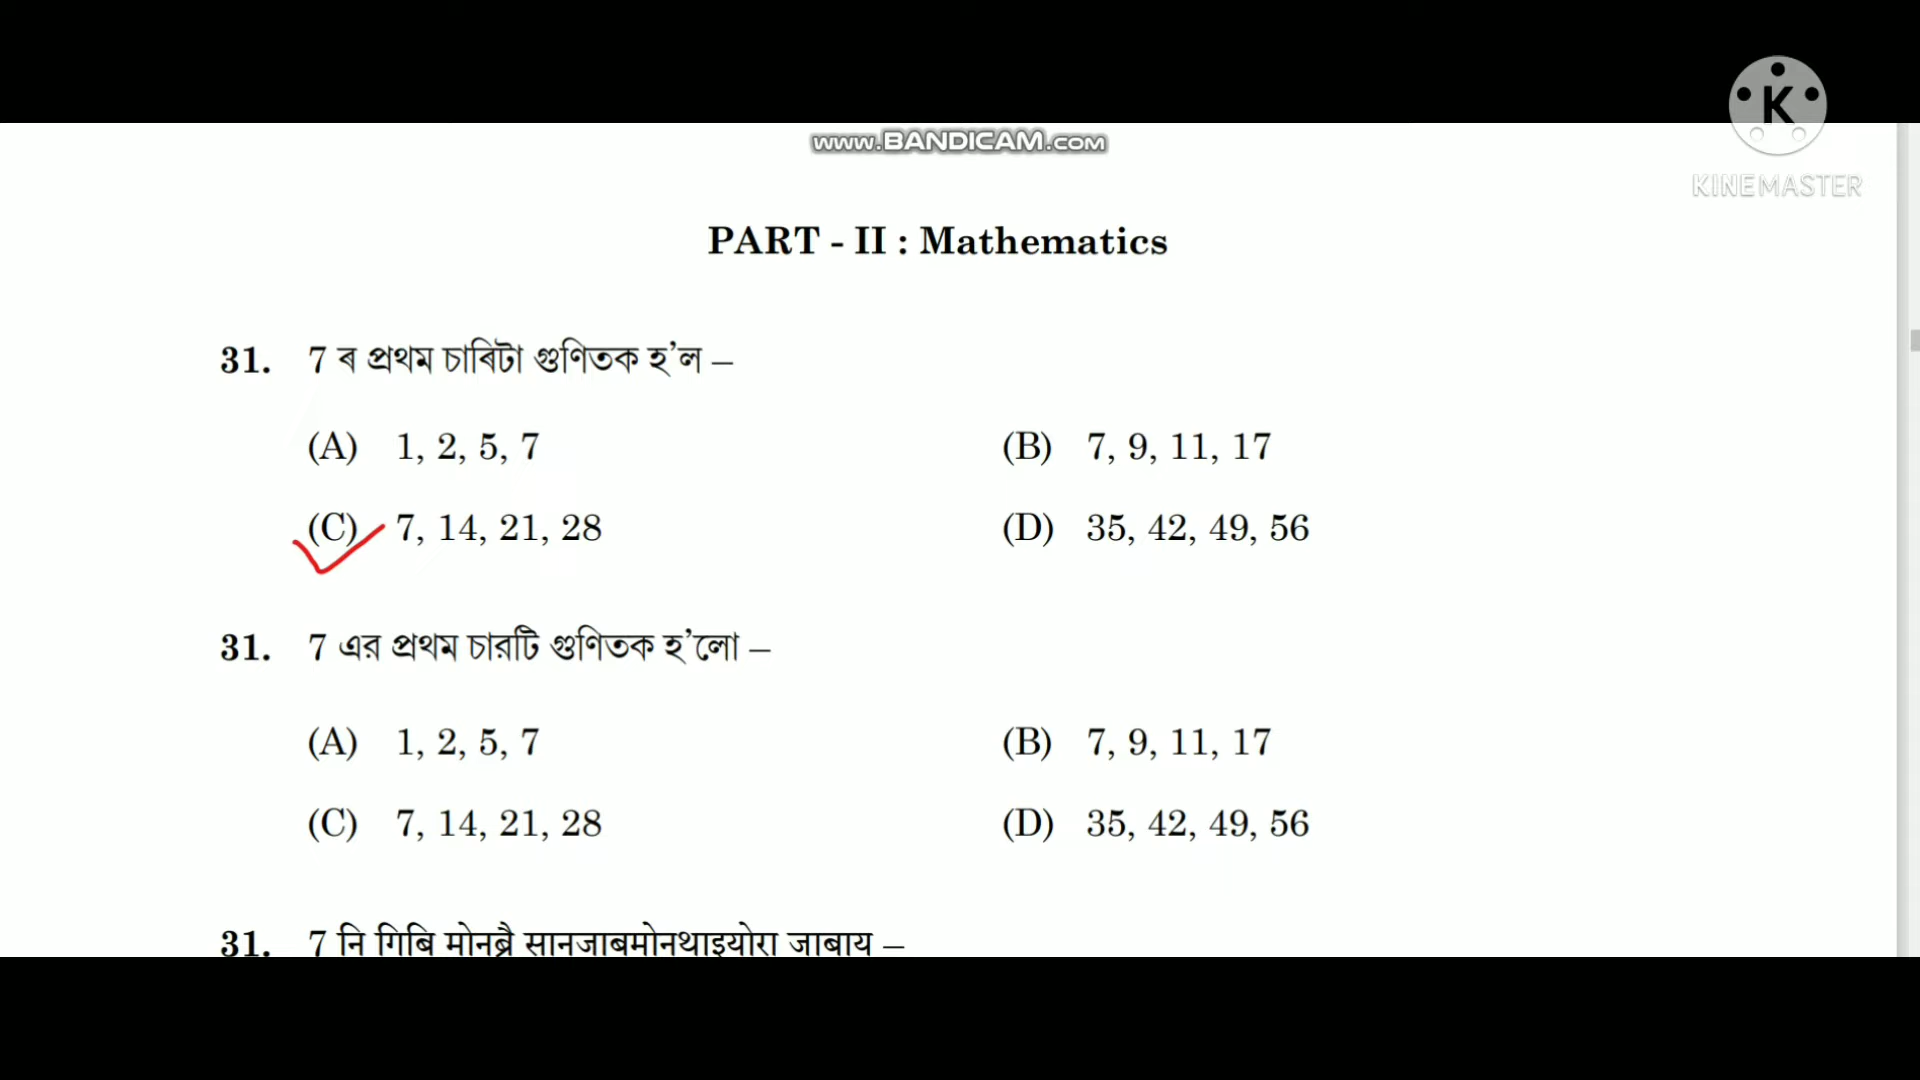 www.BANDICAM.com
K
KINEMASTER
PART - II : Mathematics
31. 7 ৰ প্ৰথম চাৰিটা গুণিতক হ’ল –
(A) 1, 2, 5, 7 (B) 7, 9, 11, 17
(C) 7, 14, 21, 28 (D) 35, 42, 49, 56
31. 7 এর প্রথম চারটি গুণিতক হ’লো –
(A) 1, 2, 5, 7 (B) 7, 9, 11, 17
(C) 7, 14, 21, 28 (D) 35, 42, 49, 56
31. 7 नि गिबि मोनब्रै सानजाबमोनथाइयोरा जाबाय –